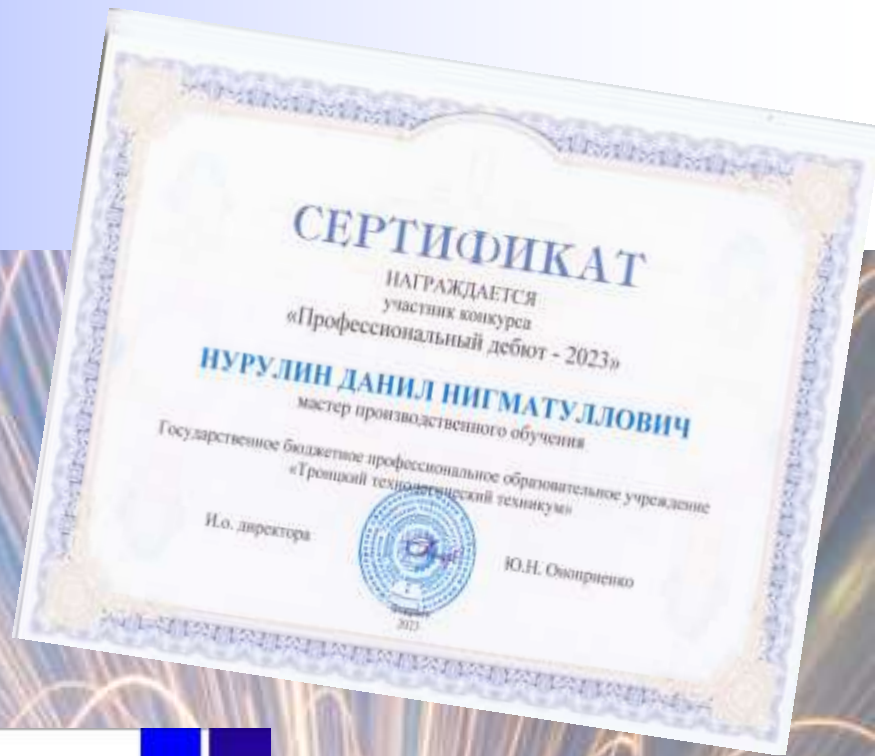 СЕРТИФИКАТ
НАГРАЖДАЕТСЯ
участник конкурса
«Профессиональный дебют - 2023»
НУРУЛИН ДАНИЛ НИГМАТУЛЛОВИЧ
мастер производственного обучения
Государственное бюджетное профессиональное образовательное учреждение
«Троицкий технологический техникум»
И.о. директора
Ю.Н. Оноприенко
2023